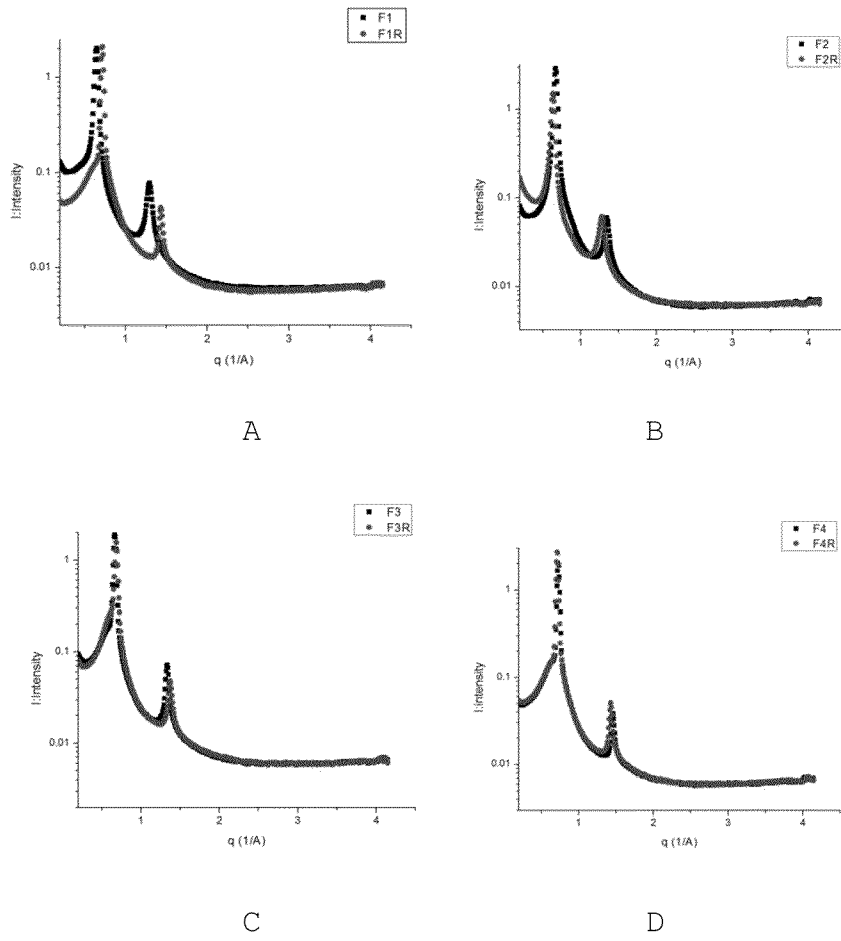 F1
F1R
1
0.1
0.01
I:Intensity
1 2 3 4
q (1/A)
A
F2
F2R
1
0.1
0.01
I:Intensity
1 2 3 4
q (1/A)
B
F3
F3R
1
0.1
0,01
I:Intensity
1 2 3 4
q (1/A)
C
F4
F4R
1
0.1
0.01
I:Intensity
1 2 3 4
q (1/A)
D